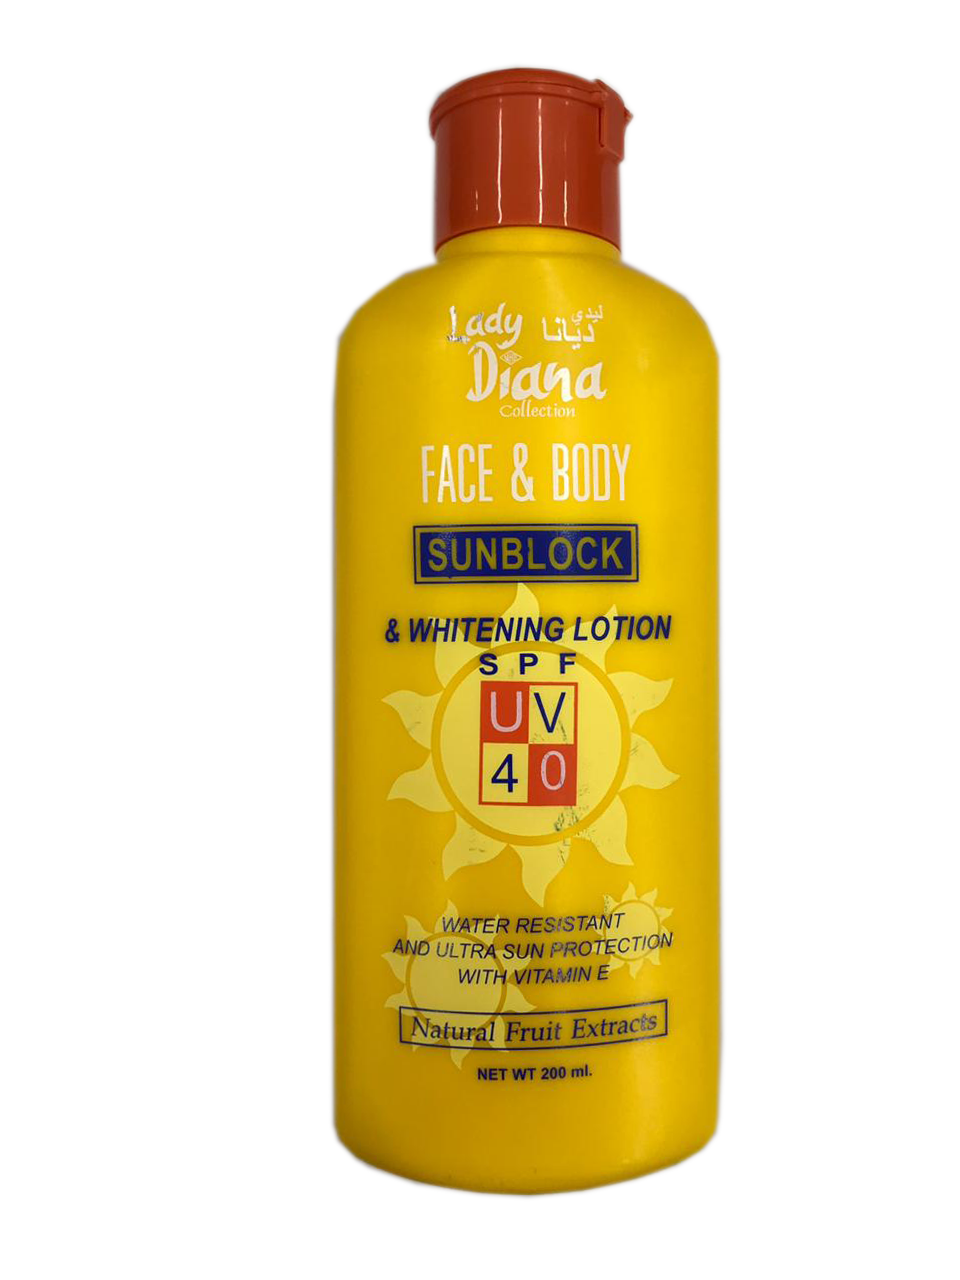 Lady ليدي
ديانا
Diana
Collection
FACE & BODY
SUNBLOCK
& WHITENING LOTION
SPF
UV
40
WATER RESISTANT
AND ULTRA SUN PROTECTION
WITH VITAMIN E
Natural Fruit Extracts
NET WT 200 ml.